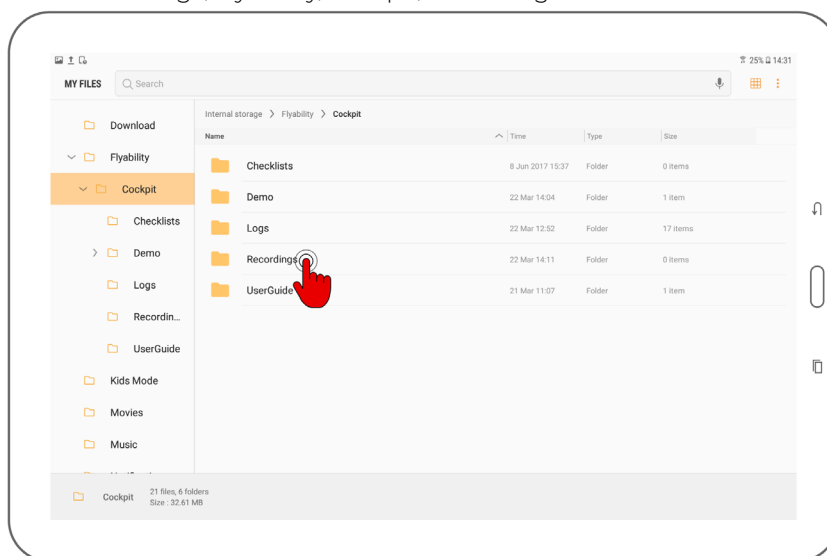 25% 14:31
MY FILES
Search
Download
Flyability
Cockpit
Checklists
Demo
Logs
Recordin...
UserGuide
Kids Mode
Movies
Music
Internal storage > Flyability > Cockpit
Name Time Type Size
Checklists 8 Jun 2017 15:37 Folder 0 items
Demo 22 Mar 14:04 Folder 1 item
Logs 22 Mar 12:52 Folder 17 items
Recordings 22 Mar 14:11 Folder 0 items
UserGuide 21 Mar 11:07 Folder 1 item
Cockpit
21 files, 6 folders
Size : 32.61 MB